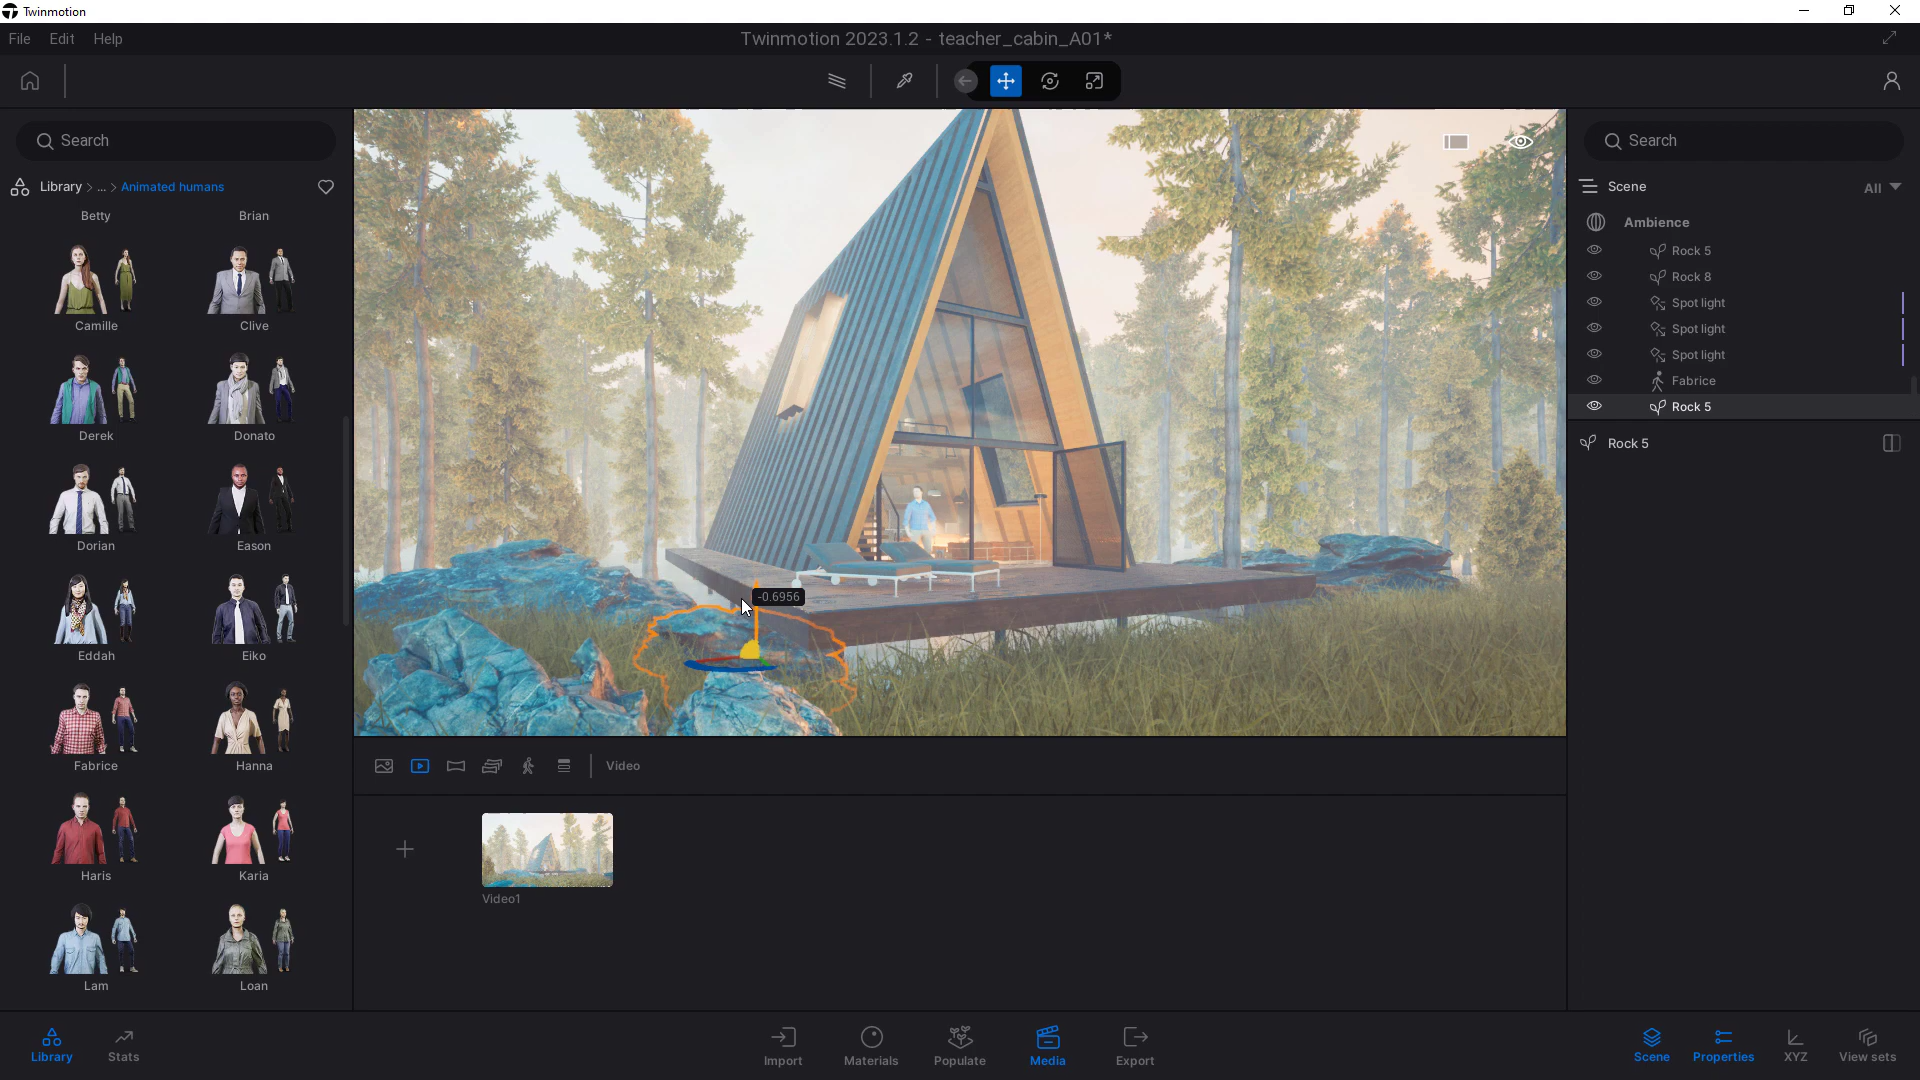 Twinmotion
File Edit Help
Twinmotion 2023.1.2 - teacher_cabin_A01*
Search
Library > ... > Animated humans
Betty Brian
Camille Clive
Derek Donato
Dorian Eason
Eddah Eiko
Fabrice Hanna
Haris Karia
Lam Loan
-0.6956
Video
Video1
Search
Scene All
Ambience
Rock 5
Rock 8
Spot light
Spot light
Spot light
Fabrice
Rock 5
Rock 5
Library Stats Import Materials Populate Media Export Scene Properties XYZ View sets